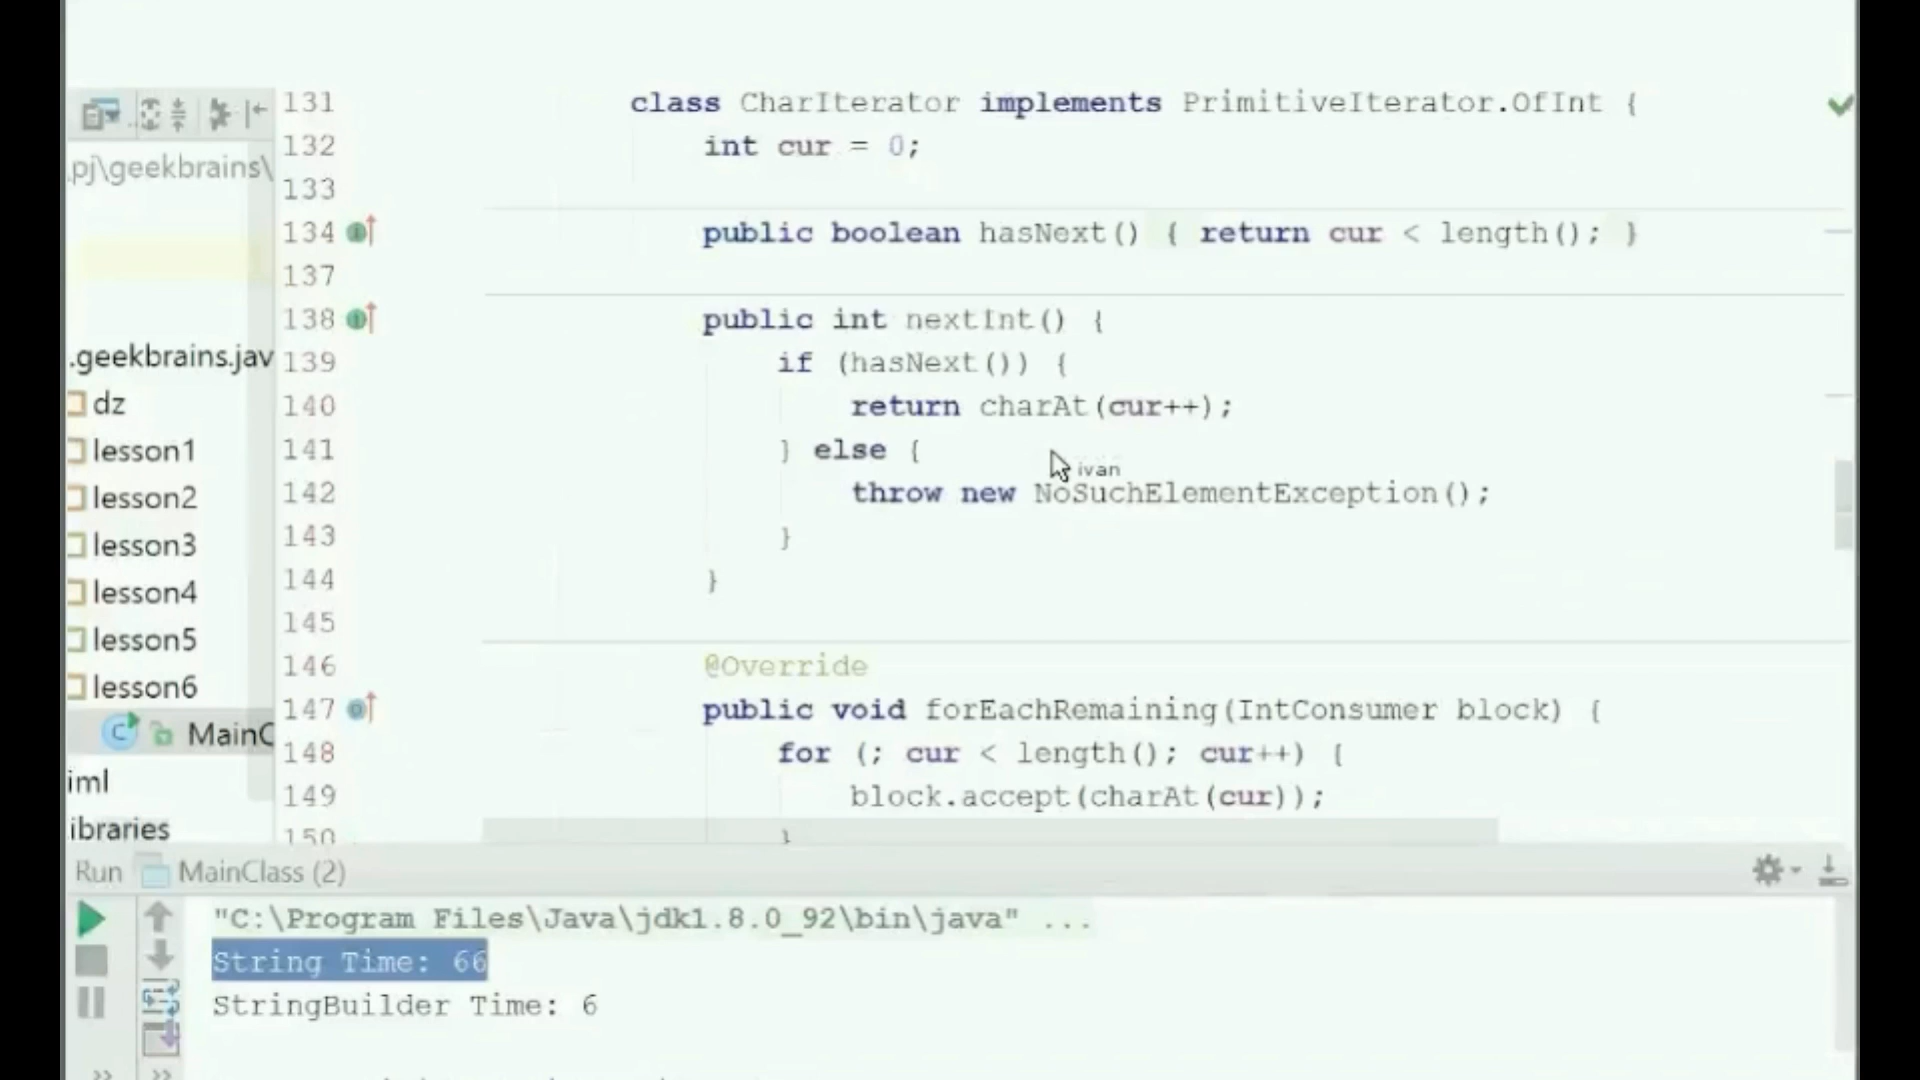 131 class CharIterator implements PrimitiveIterator.OfInt {
132 int cur = 0;
133
134 public boolean hasNext() { return cur < length(); }
137
138 public int nextInt() {
139 if (hasNext()) {
140 return charAt(cur++);
141 } else {
142 throw new NoSuchElementException();
143 }
144 }
145
146 @Override
147 public void forEachRemaining(IntConsumer block) {
148 for (; cur < length(); cur++) {
149 block.accept(charAt(cur));
150 }
ivan
pj\geekbrains\
.geekbrains.jav
dz
lesson1
lesson2
lesson3
lesson4
lesson5
lesson6
MainC
iml
ibraries
Run MainClass (2)
"C:\Program Files\Java\jdk1.8.0_92\bin\java" ...
String Time: 66
StringBuilder Time: 6